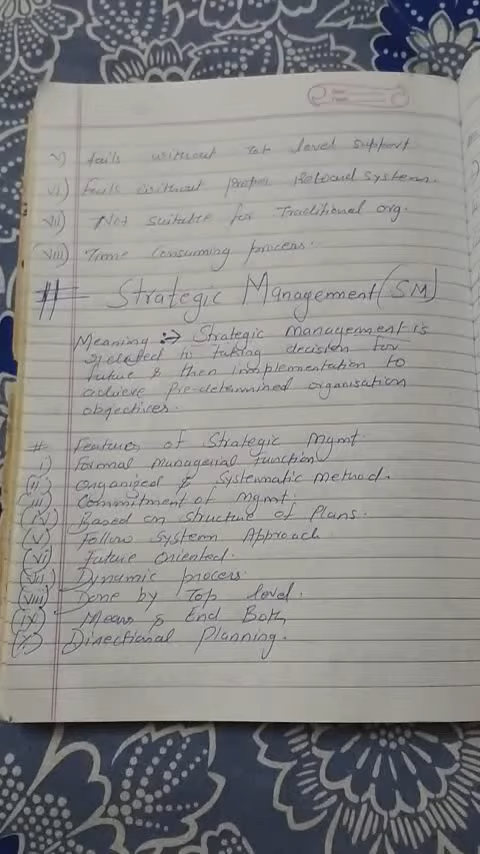 v) fails without top level support
vi) Fails without proper Reward system.
vii) Not suitable for Traditional org.
viii) Time Consuming process.
# Strategic Management (SM)
Meaning :-> Strategic management is
related to taking decision for
future & then implementation to
achieve Pre-determined organisation
objectives.
# Features of Strategic Mgmt.
i) Formal Managerial Function
ii) Organized & Systematic method.
iii) Commitment of mgmt.
iv) Based on Structure of Plans.
v) Follow System Approach
vi) Future Oriented.
vii) Dynamic process
viii) Done by Top level.
ix) Means & End Both
x) Directional Planning.